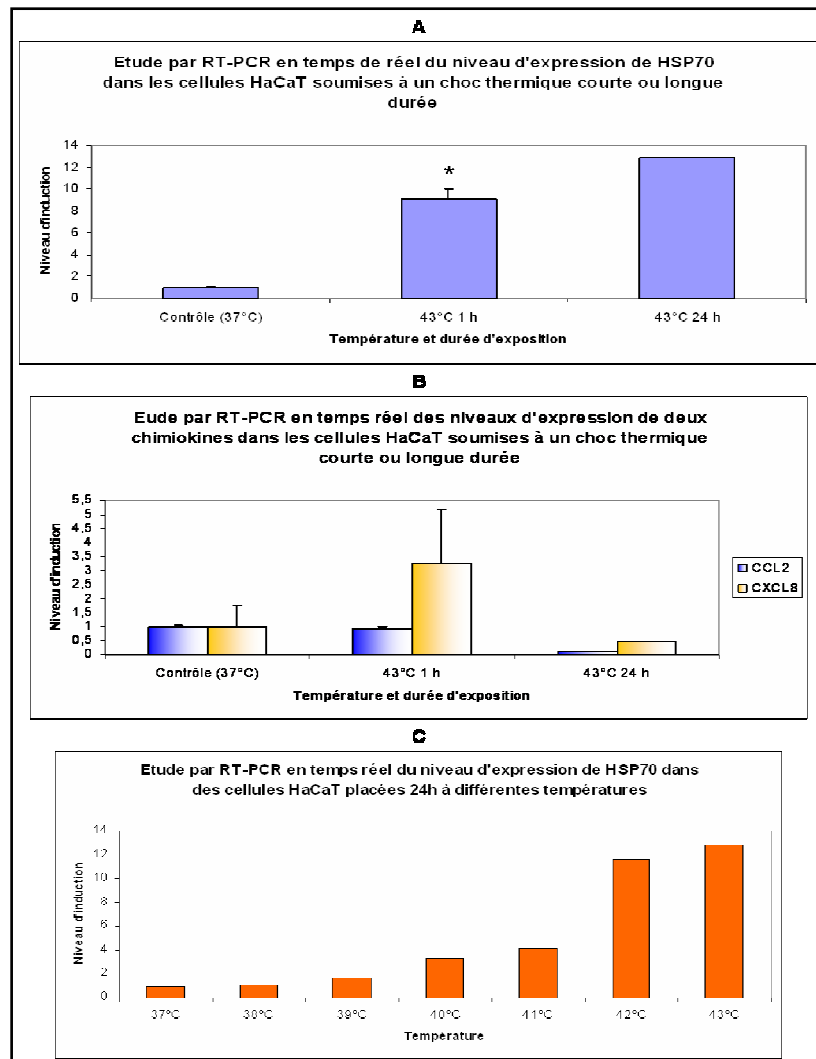 A
Etude par RT-PCR en temps de réel du niveau d'expression de HSP70
dans les cellules HaCaT soumises à un choc thermique courte ou longue
durée
Niveau d'induction
14
12
10
8
6
4
2
0
*
Contrôle (37°C)
43°C 1 h
43°C 24 h
Température et durée d'exposition
B
Etude par RT-PCR en temps réel des niveaux d'expression de deux
chimiokines dans les cellules HaCaT soumises à un choc thermique
courte ou longue durée
Niveau d'induction
5,5
5
4,5
4
3,5
3
2,5
2
1,5
1
0,5
0
CCL2
CXCL8
Contrôle (37°C)
43°C 1 h
43°C 24 h
Température et durée d'exposition
C
Etude par RT-PCR en temps réel du niveau d'expression de HSP70 dans
des cellules HaCaT placées 24h à différentes températures
Niveau d'induction
14
12
10
8
6
4
2
0
37°C
38°C
39°C
40°C
41°C
42°C
43°C
Température